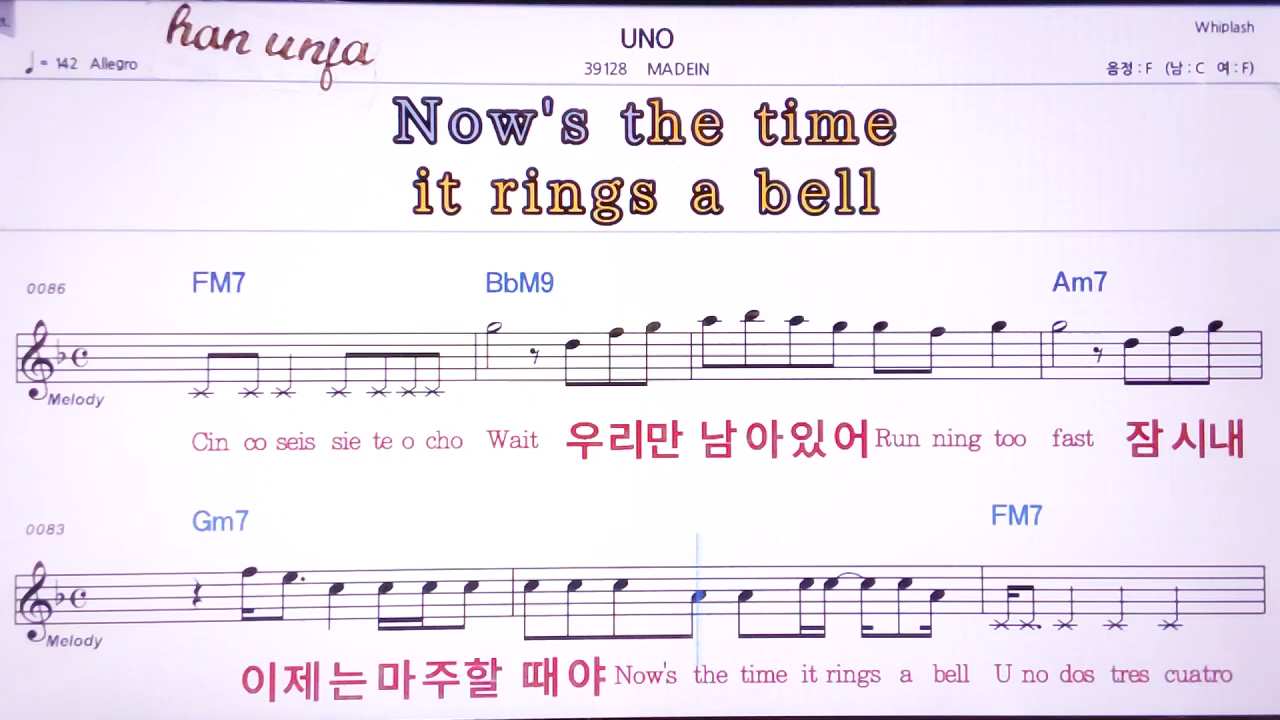 han unfa
UNO
Whiplash
♩ = 142 Allegro
39128 MADEIN
음정 : F (남 : C 여 : F)
Now's the time
it rings a bell
0086
FM7 BbM9 Am7
Melody
Cin co seis sie te o cho Wait 우리만 남아있어 Run ning too fast 잠시내
0083
Gm7 FM7
Melody
이제는마주할 때야 Now's the time it rings a bell U no dos tres cuatro